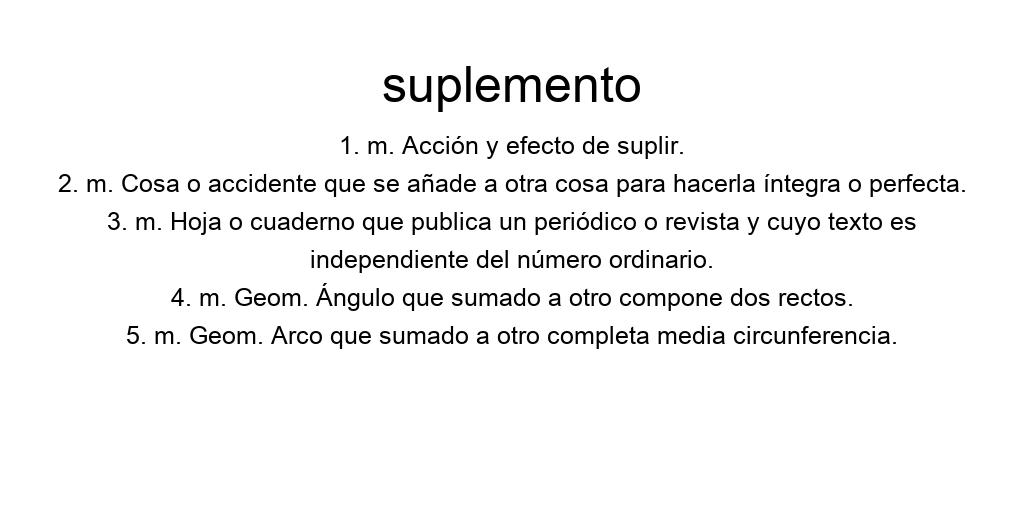 suplemento
1. m. Acción y efecto de suplir.
2. m. Cosa o accidente que se añade a otra cosa para hacerla íntegra o perfecta.
3. m. Hoja o cuaderno que publica un periódico o revista y cuyo texto es
independiente del número ordinario.
4. m. Geom. Ángulo que sumado a otro compone dos rectos.
5. m. Geom. Arco que sumado a otro completa media circunferencia.